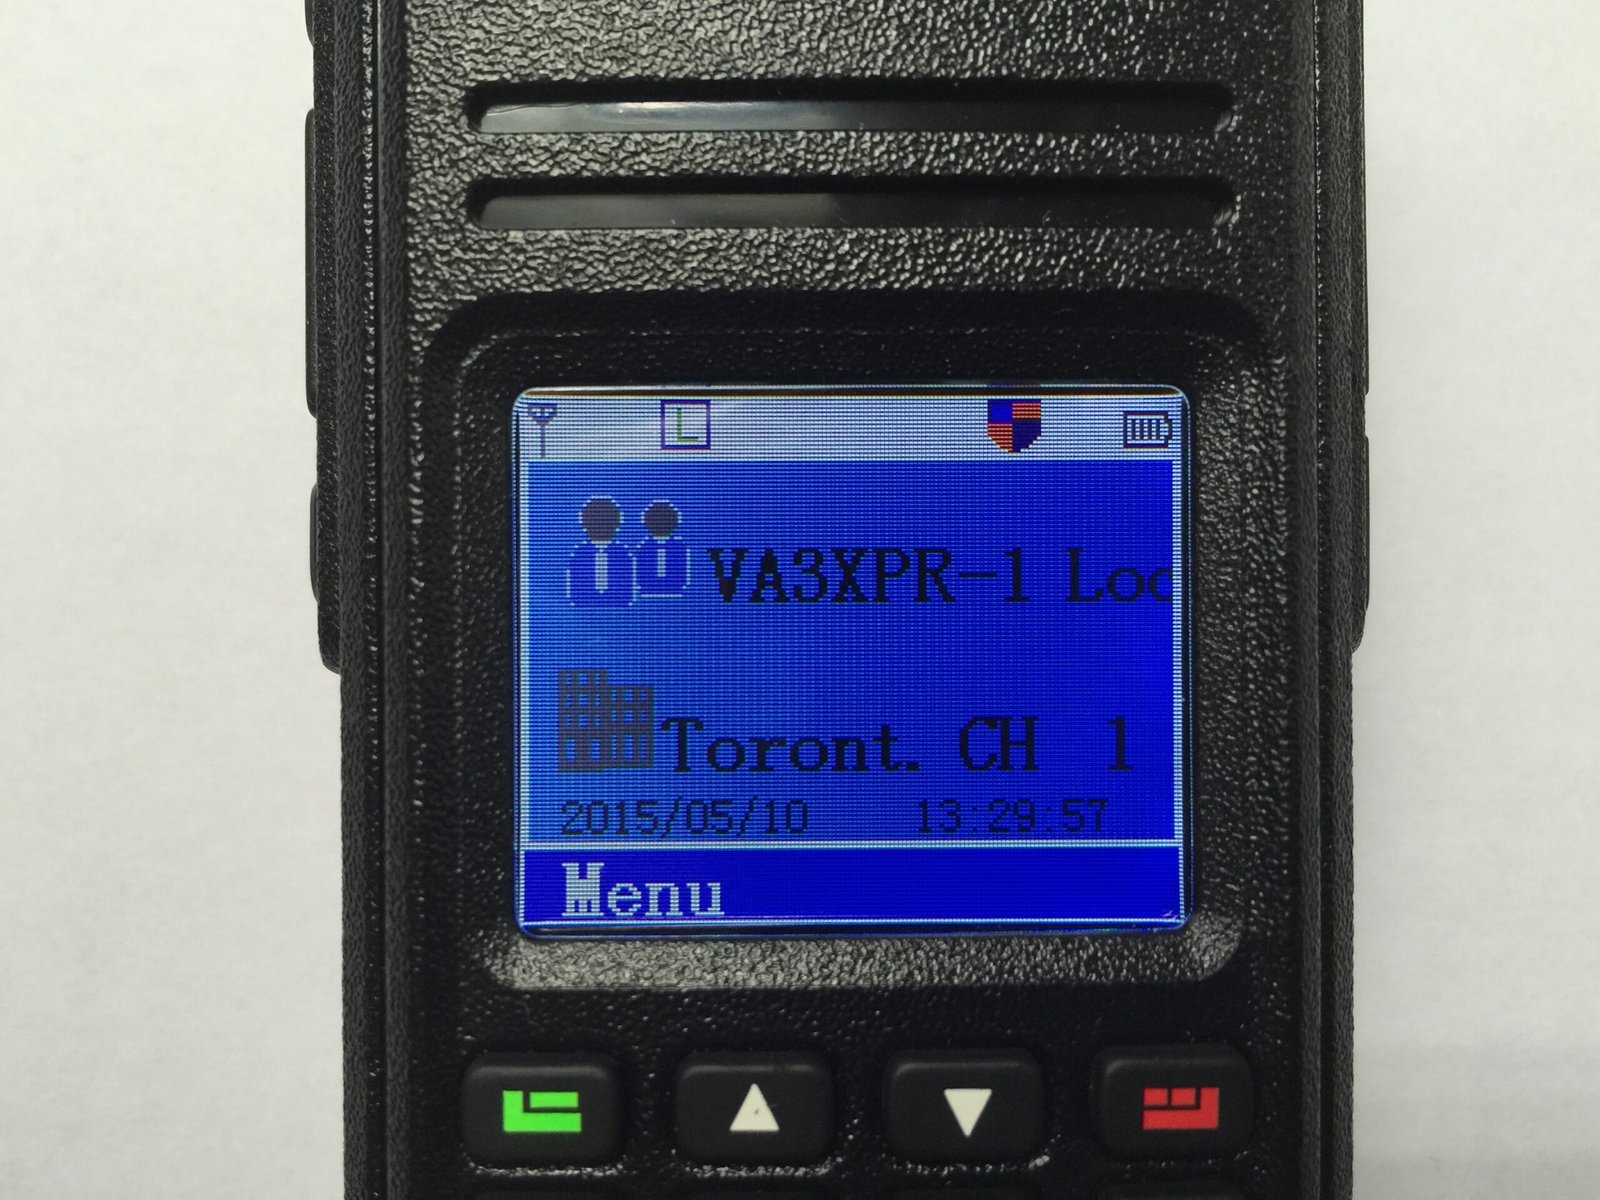 L
VA3XPR-1 Loc
Toront. CH 1
2015/05/10 13:29:57
Menu